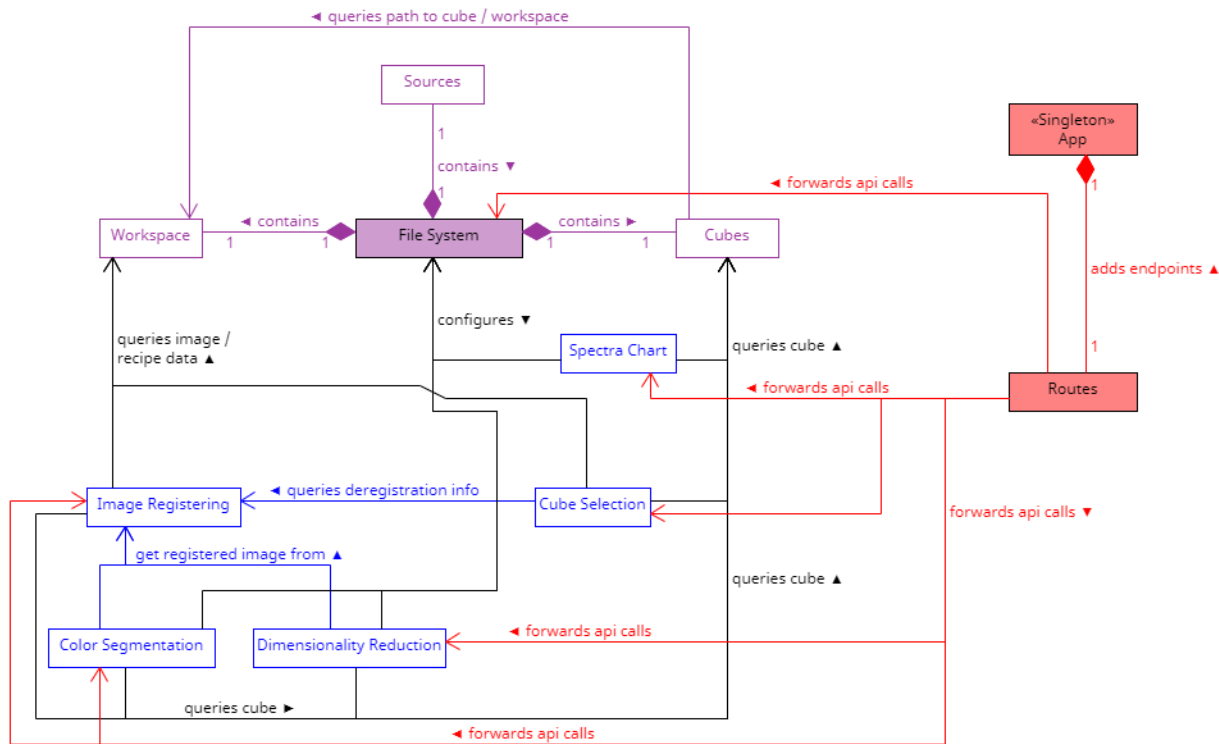 ◄ queries path to cube / workspace
Sources
1
contains ▼
1
«Singleton»
App
1
◄ forwards api calls
Workspace
◄ contains
1
1
File System
contains ►
1
1
Cubes
adds endpoints ▲
1
queries image /
recipe data ▲
configures ▼
Spectra Chart
queries cube ▲
◄ forwards api calls
Routes
Image Registering
◄ queries deregistration info
Cube Selection
forwards api calls ▼
get registered image from ▲
queries cube ▲
Color Segmentation
Dimensionality Reduction
◄ forwards api calls
queries cube ►
◄ forwards api calls